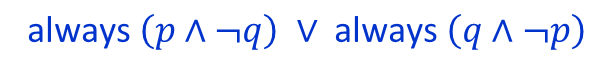 always (p ∧ ¬q) ∨ always (q ∧ ¬p)